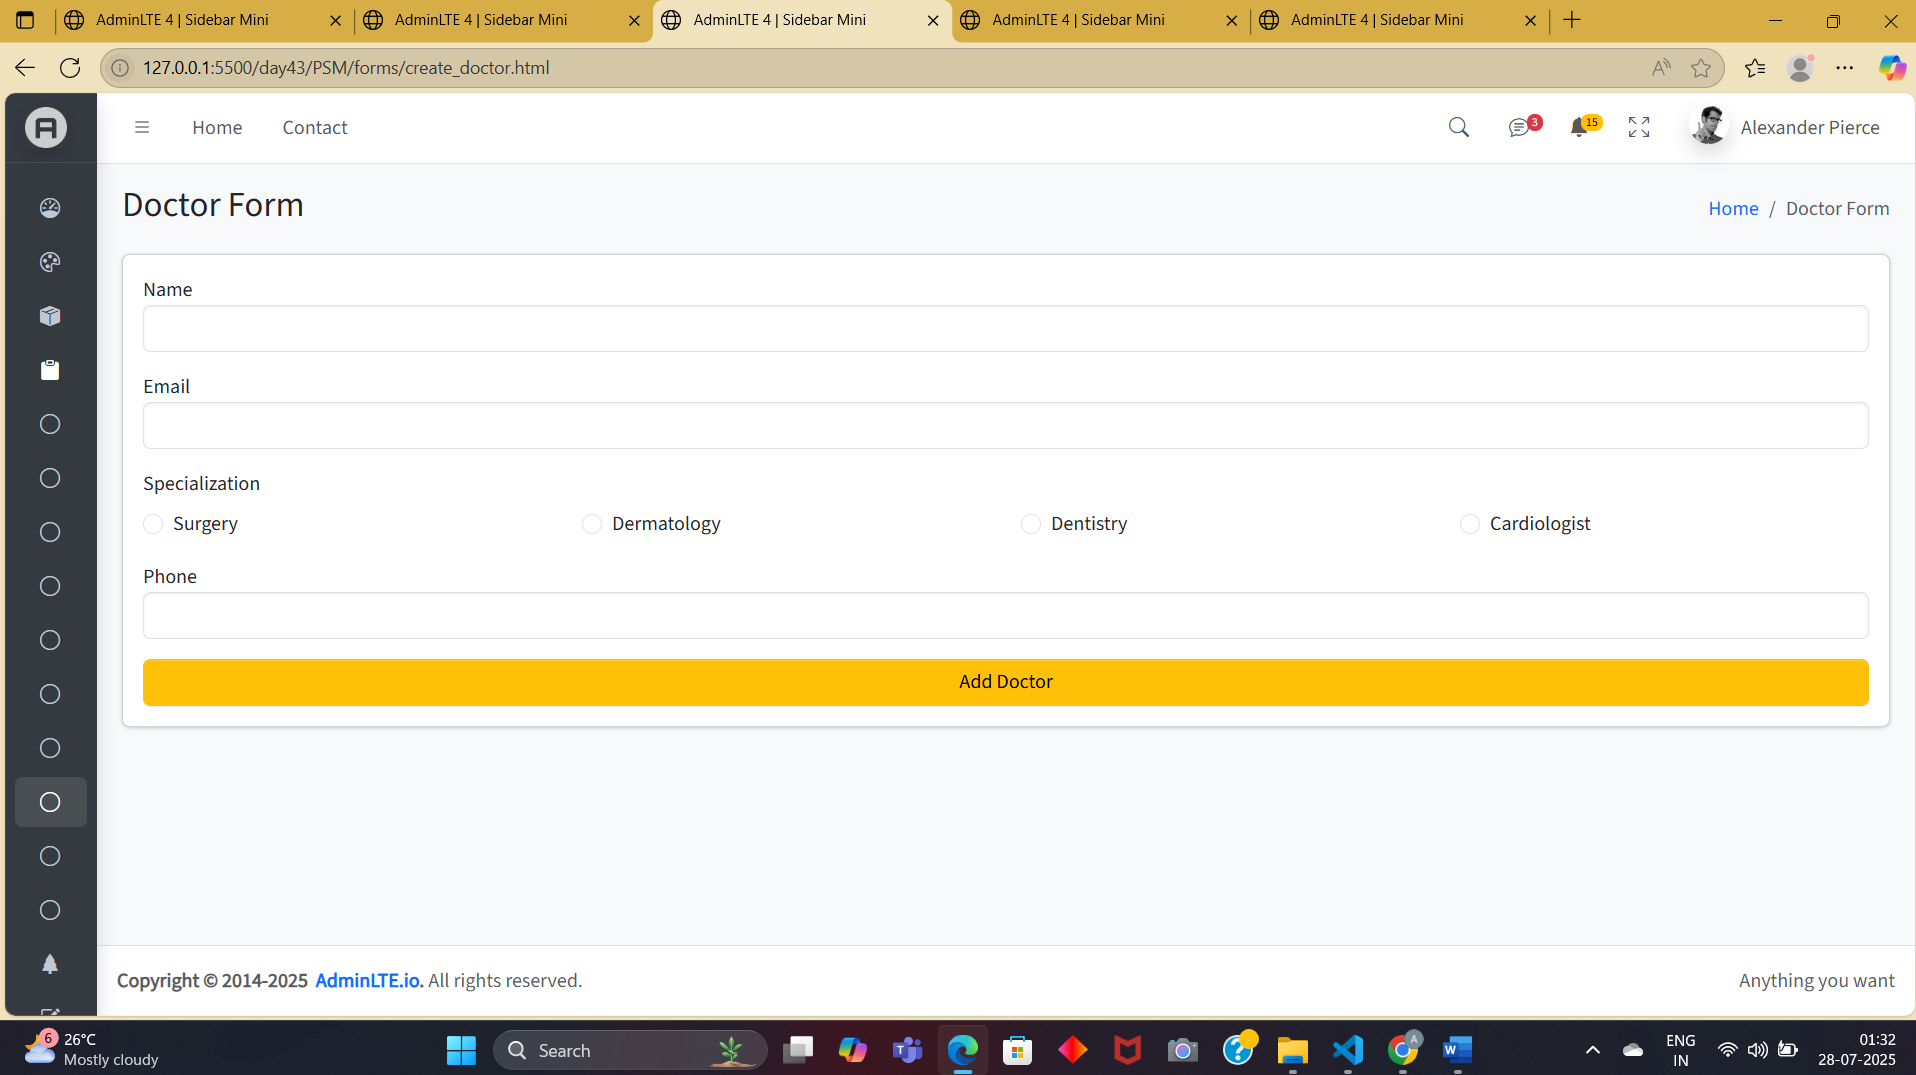 AdminLTE 4 | Sidebar Mini
AdminLTE 4 | Sidebar Mini
AdminLTE 4 | Sidebar Mini
AdminLTE 4 | Sidebar Mini
AdminLTE 4 | Sidebar Mini
127.0.0.1:5500/day43/PSM/forms/create_doctor.html
Home
Contact
3
15
Alexander Pierce
Doctor Form
Home / Doctor Form
Name
Email
Specialization
Surgery
Dermatology
Dentistry
Cardiologist
Phone
Add Doctor
Copyright © 2014-2025 AdminLTE.io. All rights reserved.
Anything you want
6
26°C
Mostly cloudy
Search
A
ENG
IN
01:32
28-07-2025